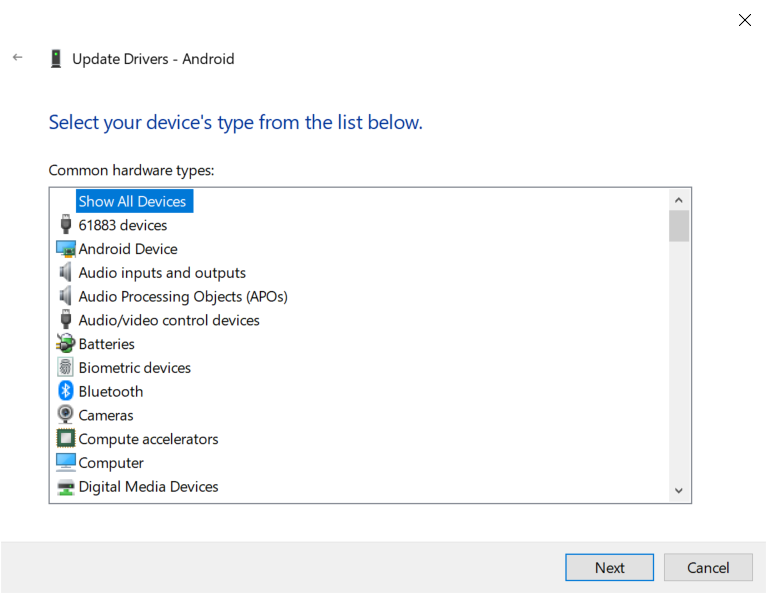 Update Drivers - Android
Select your device's type from the list below.
Common hardware types:
Show All Devices
61883 devices
Android Device
Audio inputs and outputs
Audio Processing Objects (APOs)
Audio/video control devices
Batteries
Biometric devices
Bluetooth
Cameras
Compute accelerators
Computer
Digital Media Devices
Next
Cancel